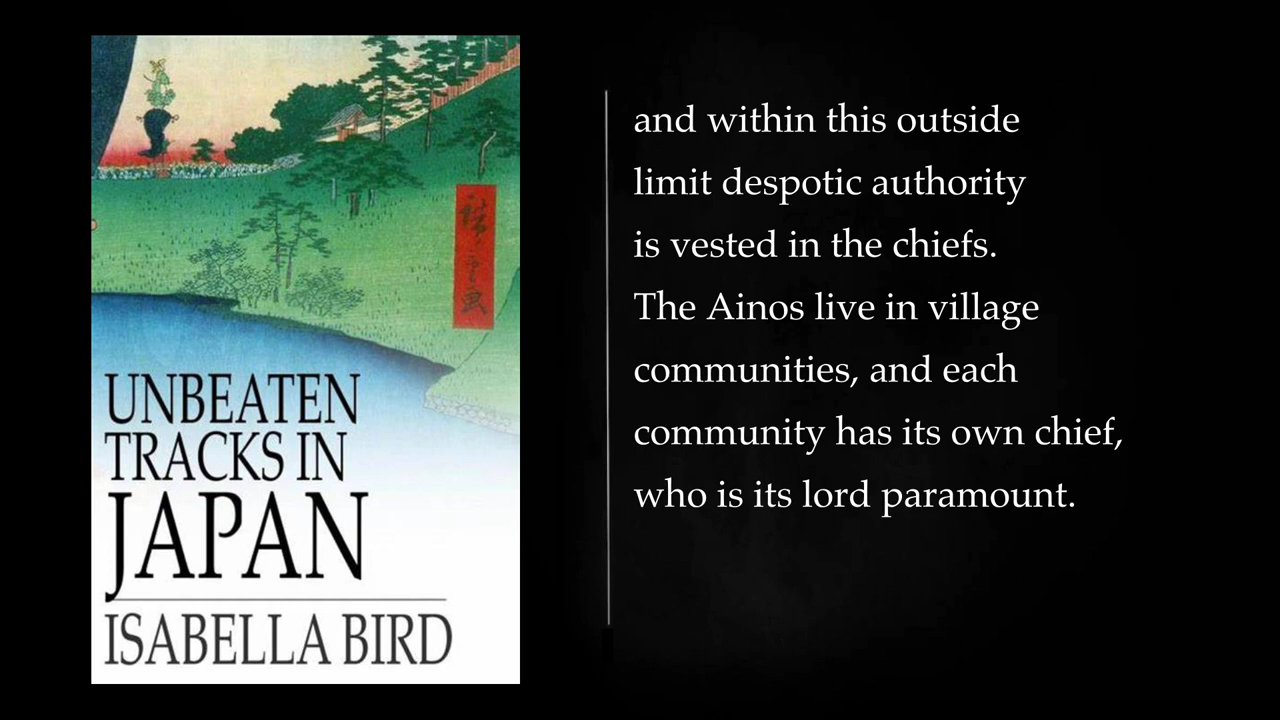 UNBEATEN
TRACKS IN
JAPAN
ISABELLA BIRD
and within this outside
limit despotic authority
is vested in the chiefs.
The Ainos live in village
communities, and each
community has its own chief,
who is its lord paramount.